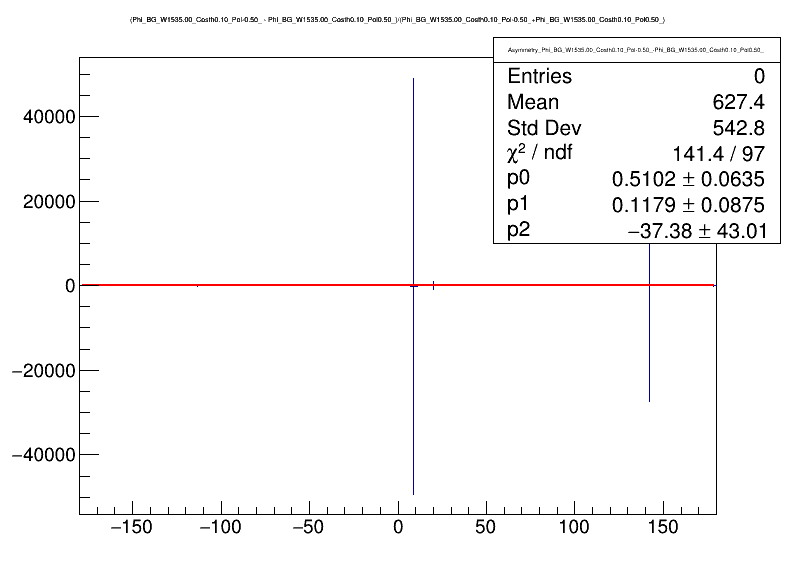 (Phi_BG_W1535.00_Costh0.10_Pol-0.50_ - Phi_BG_W1535.00_Costh0.10_Pol0.50_)/(Phi_BG_W1535.00_Costh0.10_Pol-0.50_+Phi_BG_W1535.00_Costh0.10_Pol0.50_)
Asymmetry_Phi_BG_W1535.00_Costh0.10_Pol-0.50_-Phi_BG_W1535.00_Costh0.10_Pol0.50_
Entries 0
Mean 627.4
Std Dev 542.8
χ² / ndf 141.4 / 97
p0 0.5102 ± 0.0635
p1 0.1179 ± 0.0875
p2 −37.38 ± 43.01
40000
20000
0
−20000
−40000
−150 −100 −50 0 50 100 150